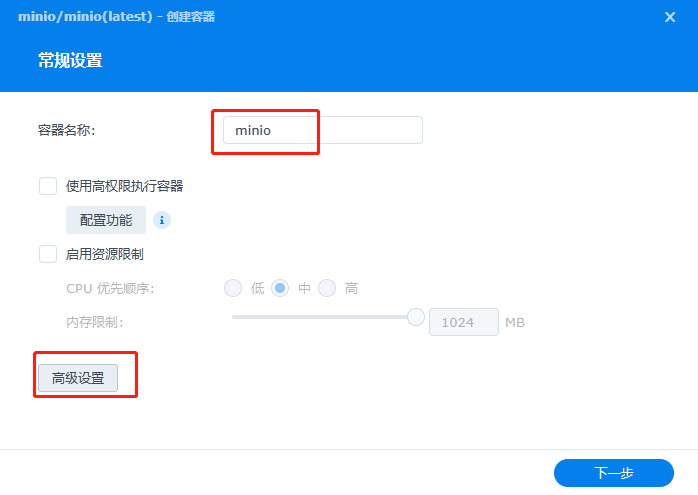 minio/minio(latest) - 创建容器
常规设置
容器名称:
minio
使用高权限执行容器
配置功能
启用资源限制
CPU 优先顺序: 低 中 高
内存限制: 1024 MB
高级设置
下一步